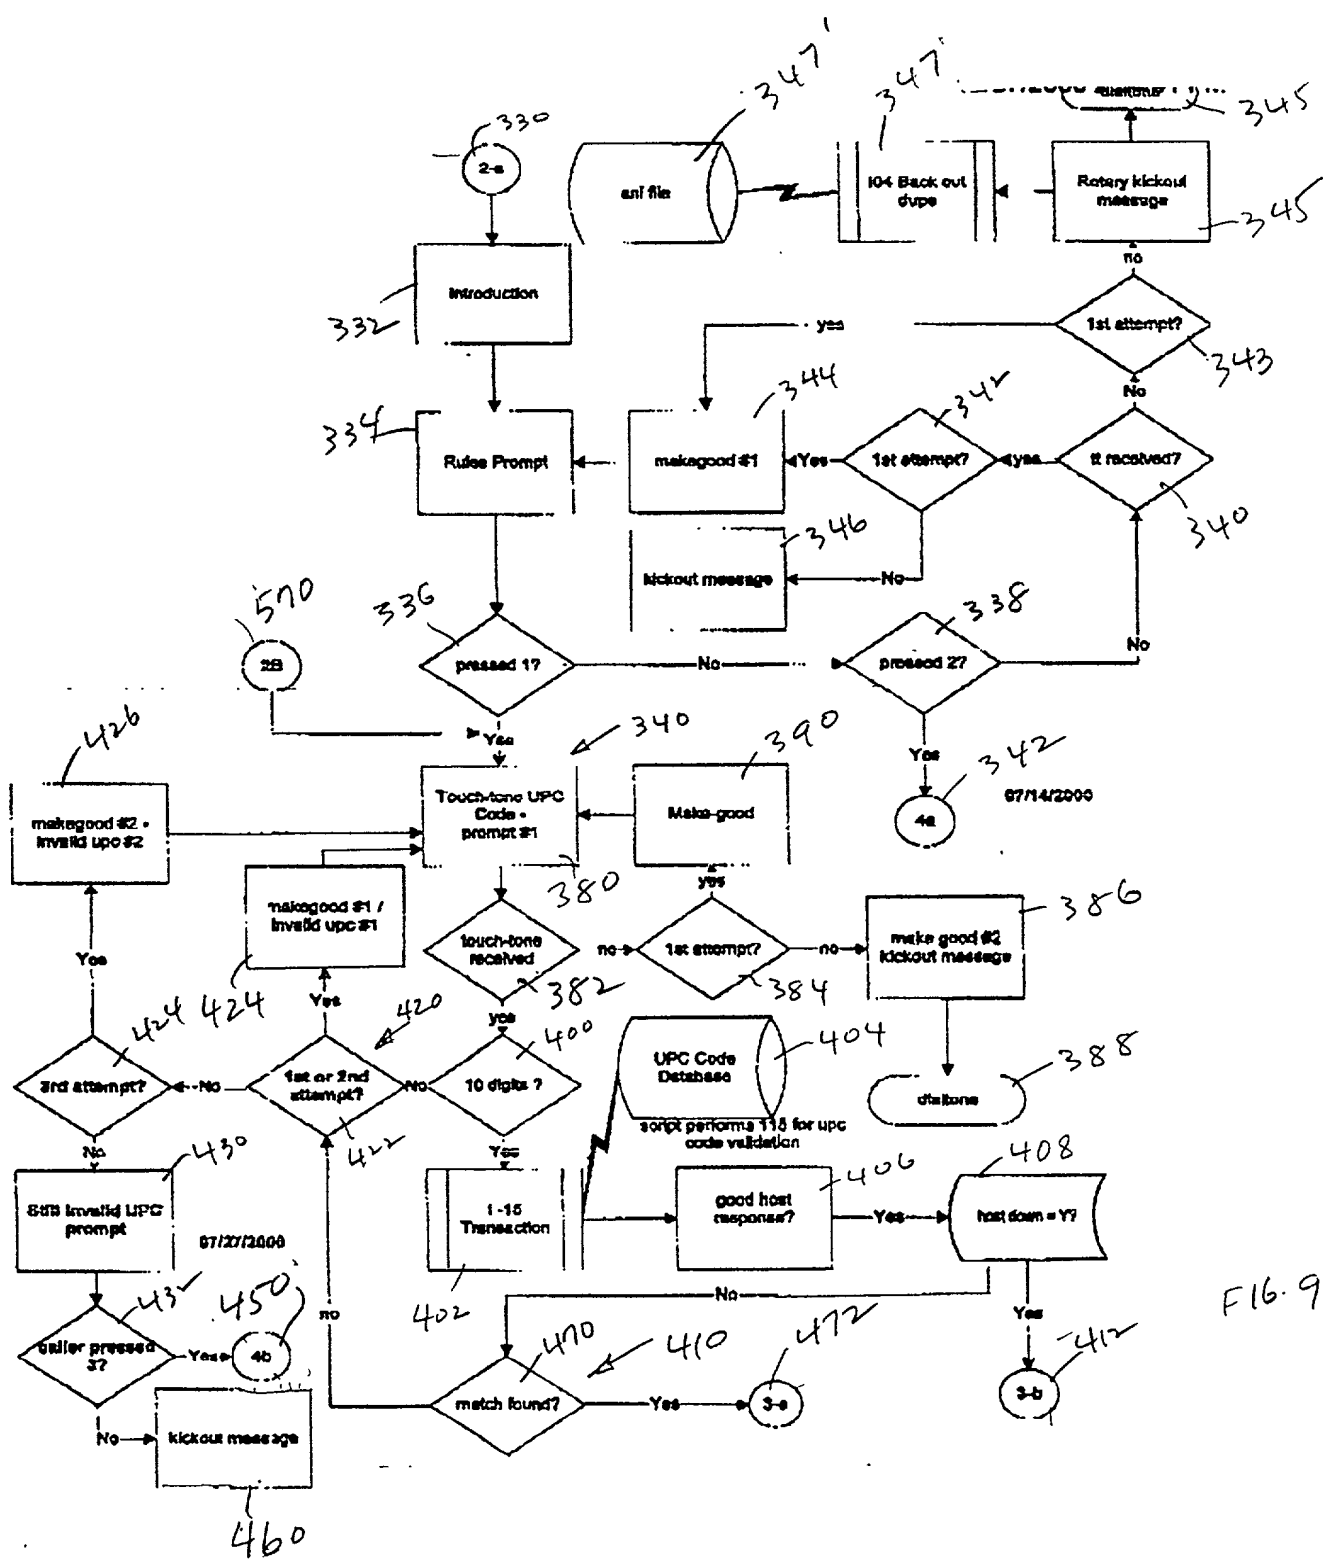 347'
347'
345
330
2-a
ani file
I04 Back out
dupe
Rotary kickout
message
345
no
Introduction
332
yes
1st attempt?
343
No
344
342
334
Rules Prompt
makegood #1
Yes
1st attempt?
yes
tt received?
340
346
kickout message
No
570
336
338
No
2B
pressed 1?
No
pressed 2?
426
Yes
340
390
Yes
342
07/14/2000
4a
makegood #2 -
invalid upc #2
Touch-tone UPC
Code -
prompt #1
Make-good
380
yes
386
makegood #1 /
invalid upc #1
touch-tone
received
no
1st attempt?
no
make good #2
kickout message
Yes
424
424
Yes
382
384
420
yes
400
404
UPC Code
Database
388
3rd attempt?
No
1st or 2nd
attempt?
No
10 digits ?
dialtone
script performs 115 for upc
code validation
No
430
422
Yes
406
408
Still invalid UPC
prompt
I -15
Transaction
good host
response?
Yes
host down = Y?
07/27/2000
432
450'
402
no
No
472
Yes
FIG. 9
470
410
412
caller pressed
3?
Yes
4b
match found?
Yes
3-a
3-b
No
kickout message
460